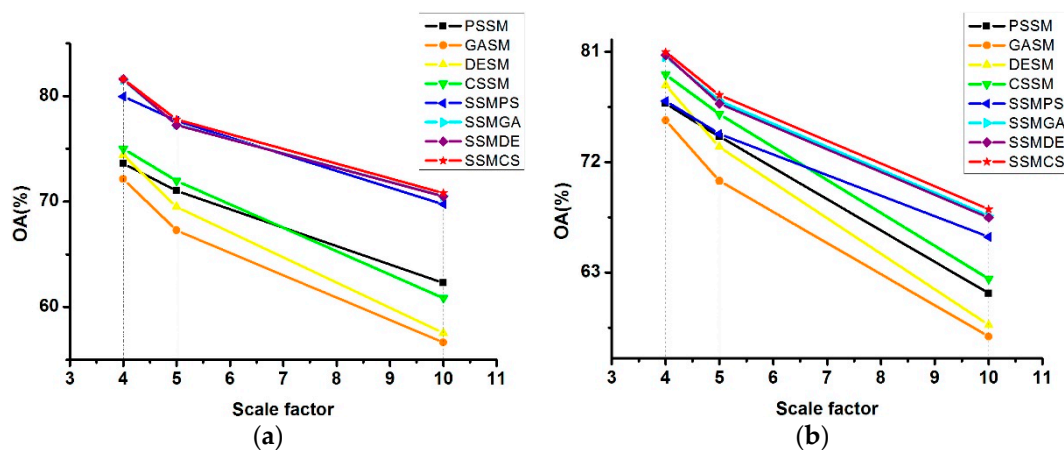 PSSM
GASM
DESM
CSSM
SSMPS
SSMGA
SSMDE
SSMCS
80
70
60
OA(%)
3 4 5 6 7 8 9 10 11
Scale factor
(a)
PSSM
GASM
DESM
CSSM
SSMPS
SSMGA
SSMDE
SSMCS
81
72
63
OA(%)
3 4 5 6 7 8 9 10 11
Scale factor
(b)